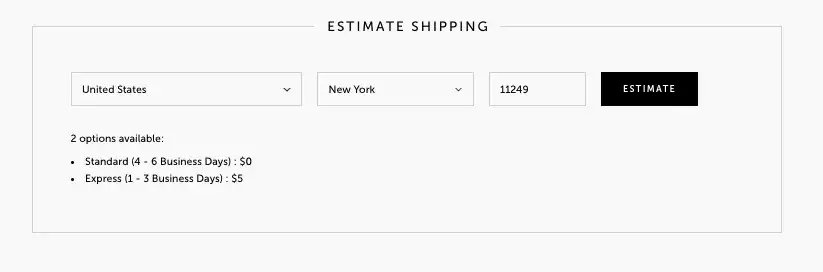 ESTIMATE SHIPPING
United States
New York
11249
ESTIMATE
2 options available:
• Standard (4 - 6 Business Days) : $0
• Express (1 - 3 Business Days) : $5